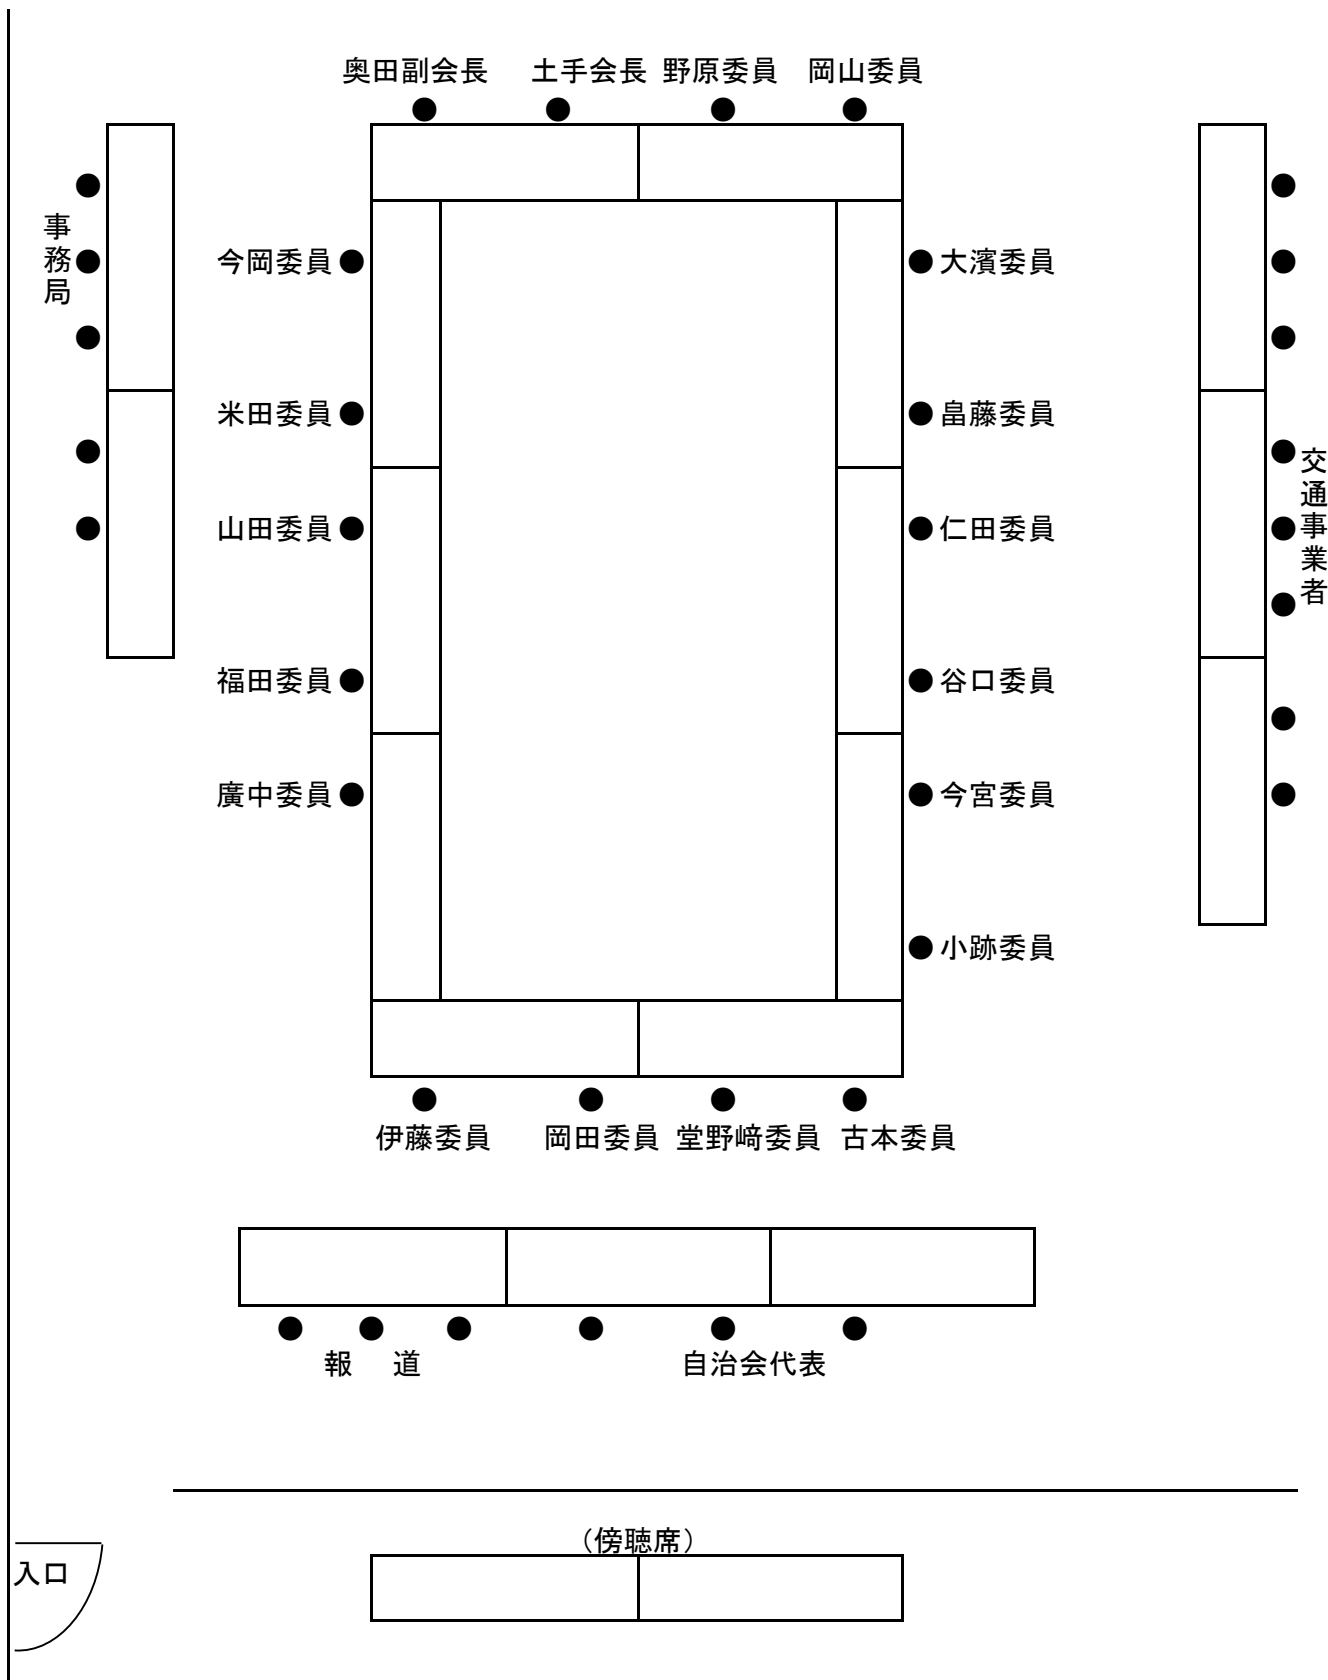 奥田副会長 土手会長 野原委員 岡山委員
事務局
今岡委員 大濱委員
米田委員 畠藤委員
交通事業者
山田委員 仁田委員
福田委員 谷口委員
廣中委員 今宮委員
小跡委員
伊藤委員 岡田委員 堂野﨑委員 古本委員
報 道 自治会代表
（傍聴席）
入口